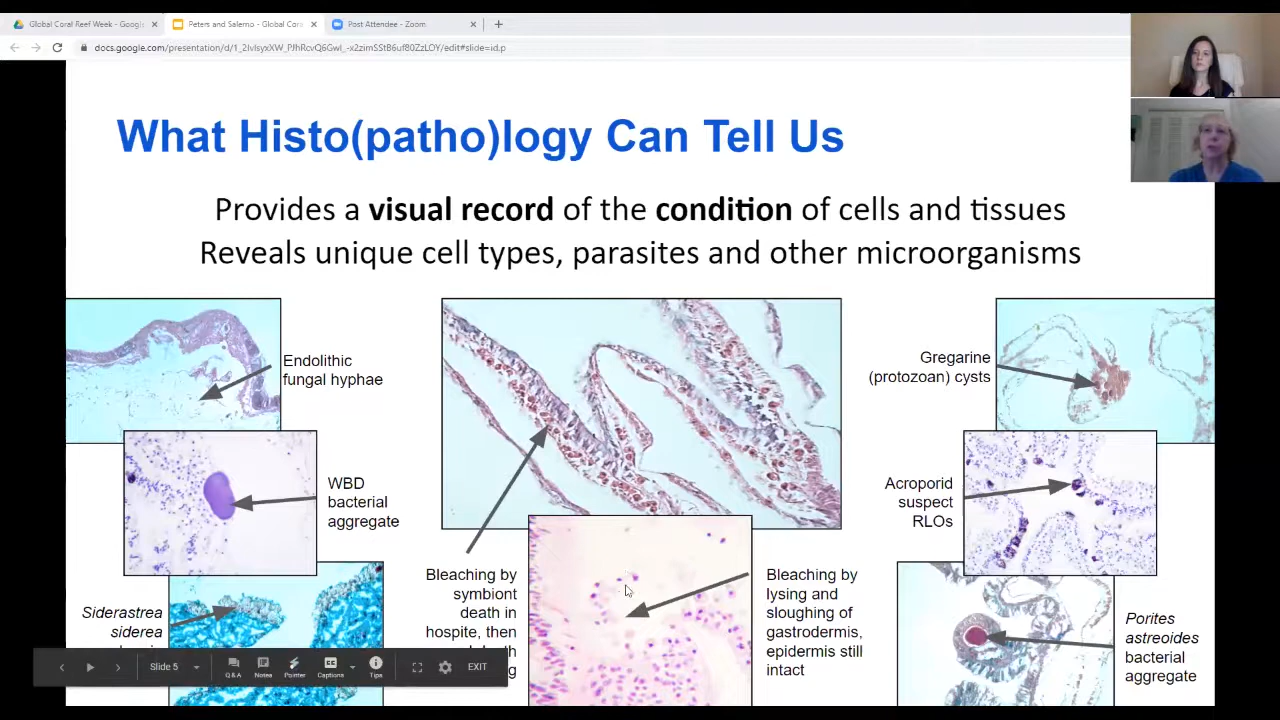 Global Coral Reef Week - Google
Peters and Salerno - Global Cora
Post Attendee - Zoom
docs.google.com/presentation/d/
edit#slide=id.p
What Histo(patho)logy Can Tell Us
Provides a visual record of the condition of cells and tissues
Reveals unique cell types, parasites and other microorganisms
Endolithic
fungal hyphae
Gregarine
(protozoan) cysts
WBD
bacterial
aggregate
Acroporid
suspect
RLOs
Siderastrea
siderea
Bleaching by
symbiont
death in
hospite, then
Bleaching by
lysing and
sloughing of
gastrodermis,
epidermis still
intact
Porites
astreoides
bacterial
aggregate
Slide 5
Q & A
Notes
Pointer
Captions
Tips
EXIT